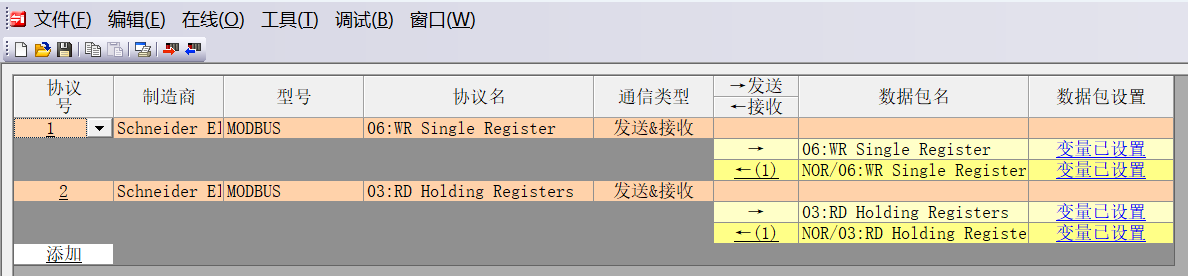 文件(F) 编辑(E) 在线(O) 工具(T) 调试(B) 窗口(W)
协议号 制造商 型号 协议名 通信类型 →发送 ←接收 数据包名 数据包设置
1 Schneider El MODBUS 06:WR Single Register 发送&接收
→ 06:WR Single Register 变量已设置
←(1) NOR/06:WR Single Register 变量已设置
2 Schneider El MODBUS 03:RD Holding Registers 发送&接收
→ 03:RD Holding Registers 变量已设置
←(1) NOR/03:RD Holding Registe 变量已设置
添加